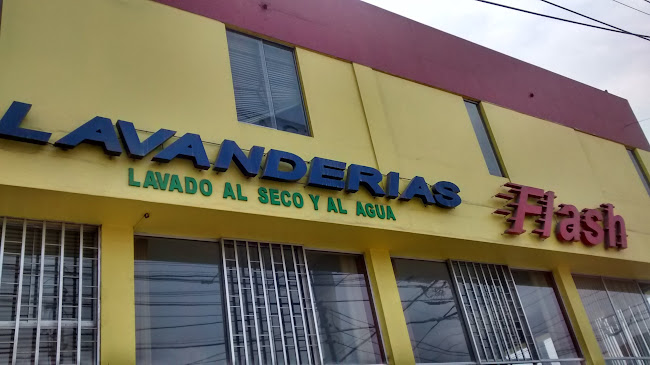 LAVANDERIAS
LAVADO AL SECO Y AL AGUA
Flash